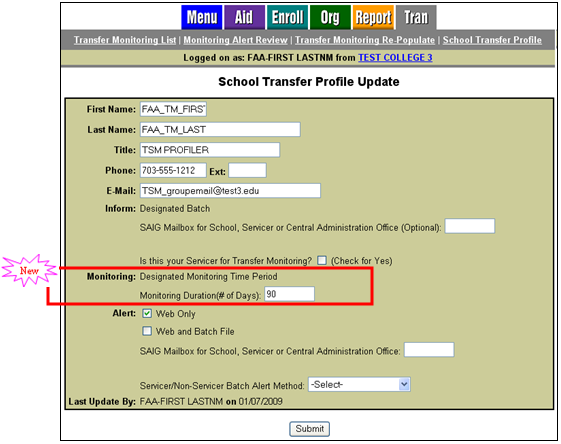 Menu Aid Enroll Org Report Tran
Transfer Monitoring List | Monitoring Alert Review | Transfer Monitoring Re-Populate | School Transfer Profile
Logged on as: FAA-FIRST LASTNM from TEST COLLEGE 3
School Transfer Profile Update
First Name: FAA_TM_FIRST
Last Name: FAA_TM_LAST
Title: TSM PROFILER
Phone: 703-555-1212 Ext:
E-Mail: TSM_groupemail@test3.edu
Inform: Designated Batch
SAIG Mailbox for School, Servicer or Central Administration Office (Optional):
Is this your Servicer for Transfer Monitoring? (Check for Yes)
New
Monitoring: Designated Monitoring Time Period
Monitoring Duration(# of Days): 90
Alert: Web Only
Web and Batch File
SAIG Mailbox for School, Servicer or Central Administration Office:
Servicer/Non-Servicer Batch Alert Method: -Select-
Last Update By: FAA-FIRST LASTNM on 01/07/2009
Submit